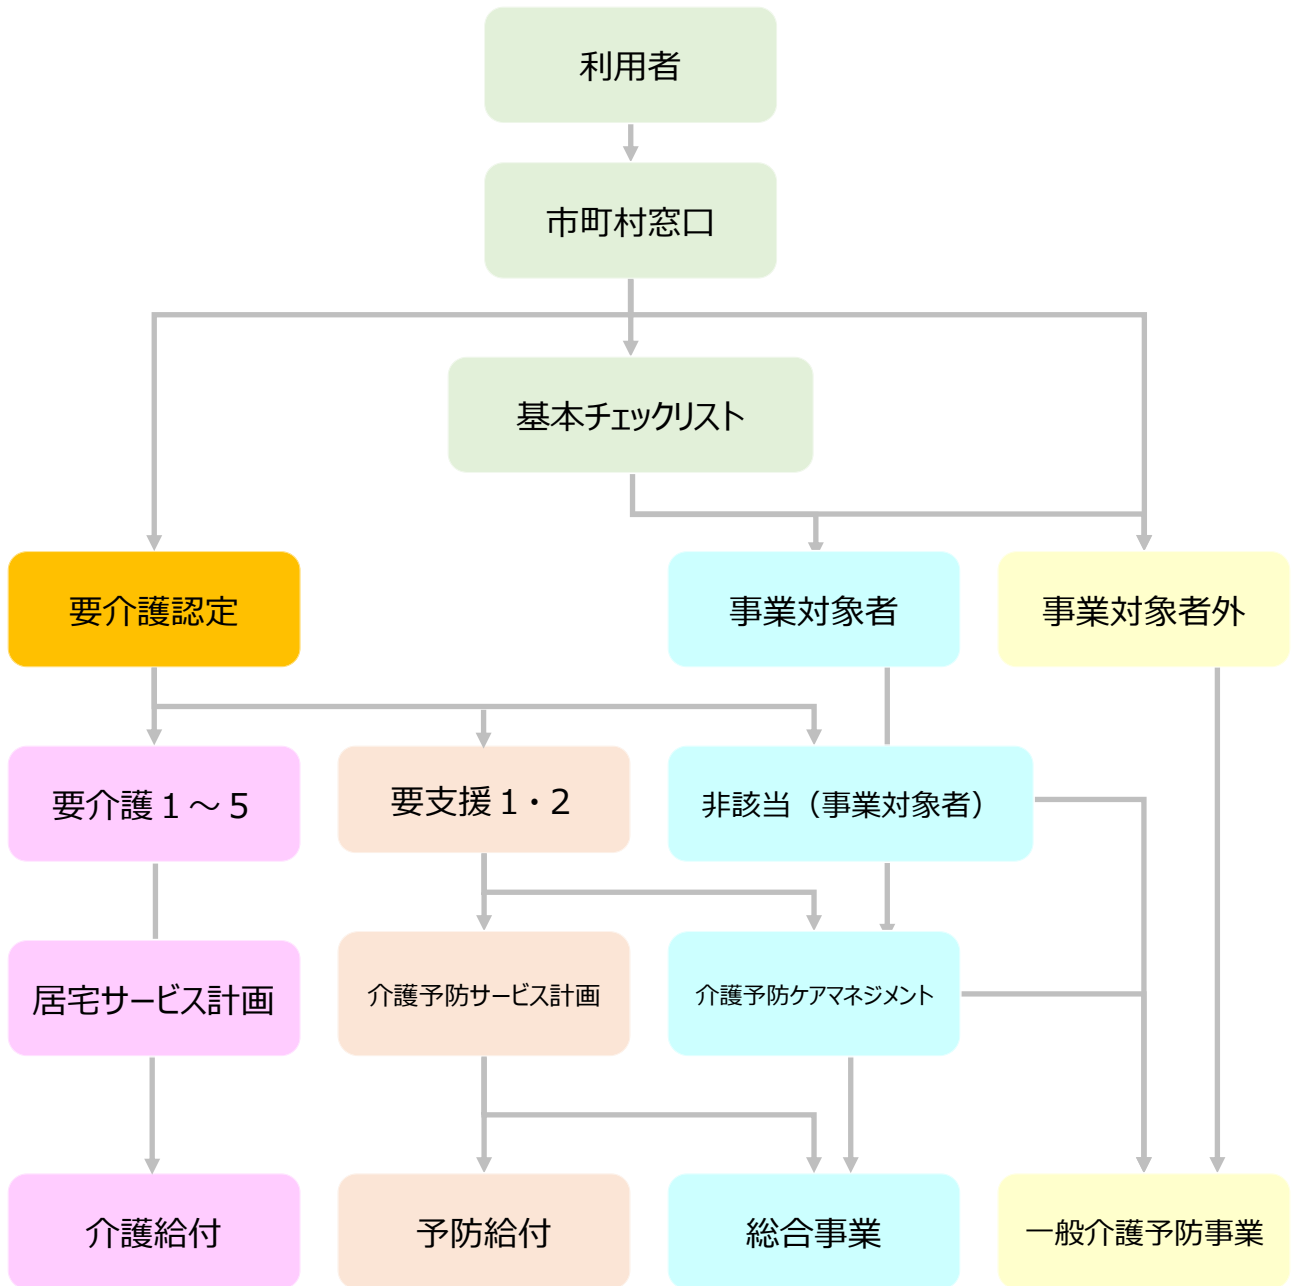 利用者
市町村窓口
基本チェックリスト
要介護認定
事業対象者
事業対象者外
要介護１～５
要支援１・２
非該当（事業対象者）
居宅サービス計画
介護予防サービス計画
介護予防ケアマネジメント
介護給付
予防給付
総合事業
一般介護予防事業